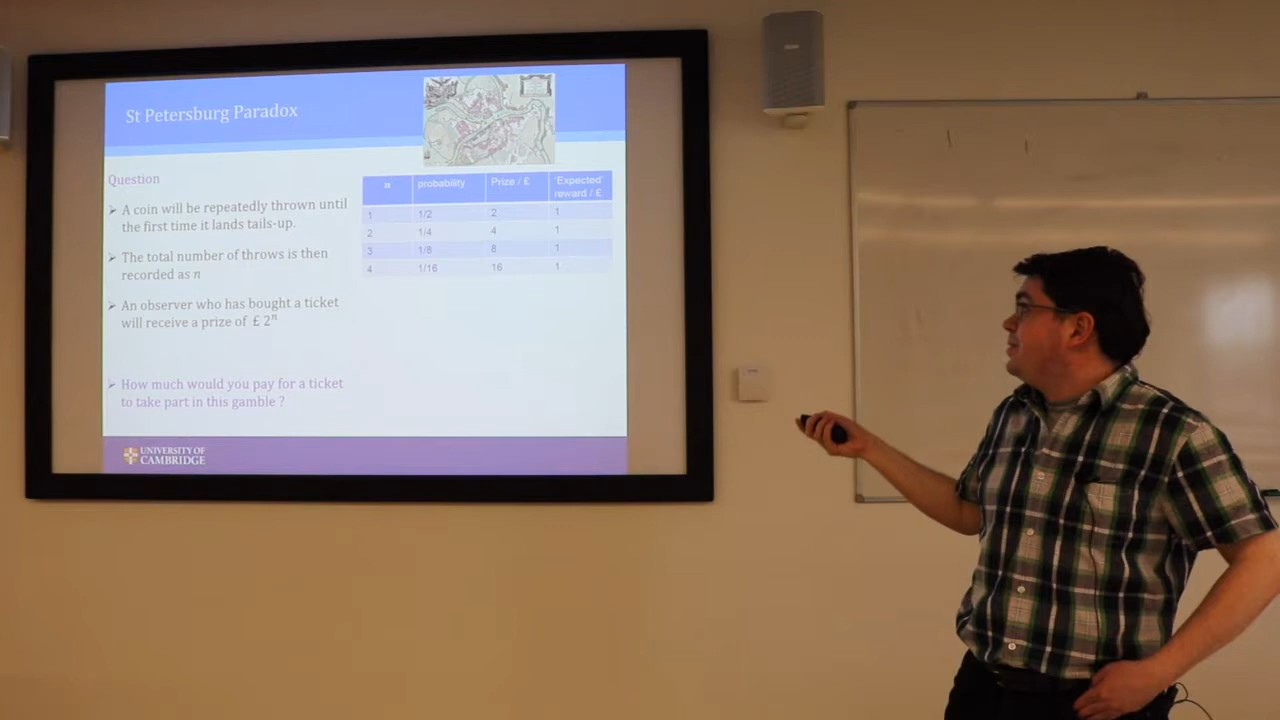 St Petersburg Paradox
Question
➤ A coin will be repeatedly thrown until
the first time it lands tails-up.
➤ The total number of throws is then
recorded as n
➤ An observer who has bought a ticket
will receive a prize of £ 2ⁿ
➤ How much would you pay for a ticket
to take part in this gamble ?
n probability Prize / £ 'Expected' reward / £
1 1/2 2 1
2 1/4 4 1
3 1/8 8 1
4 1/16 16 1
UNIVERSITY OF
CAMBRIDGE